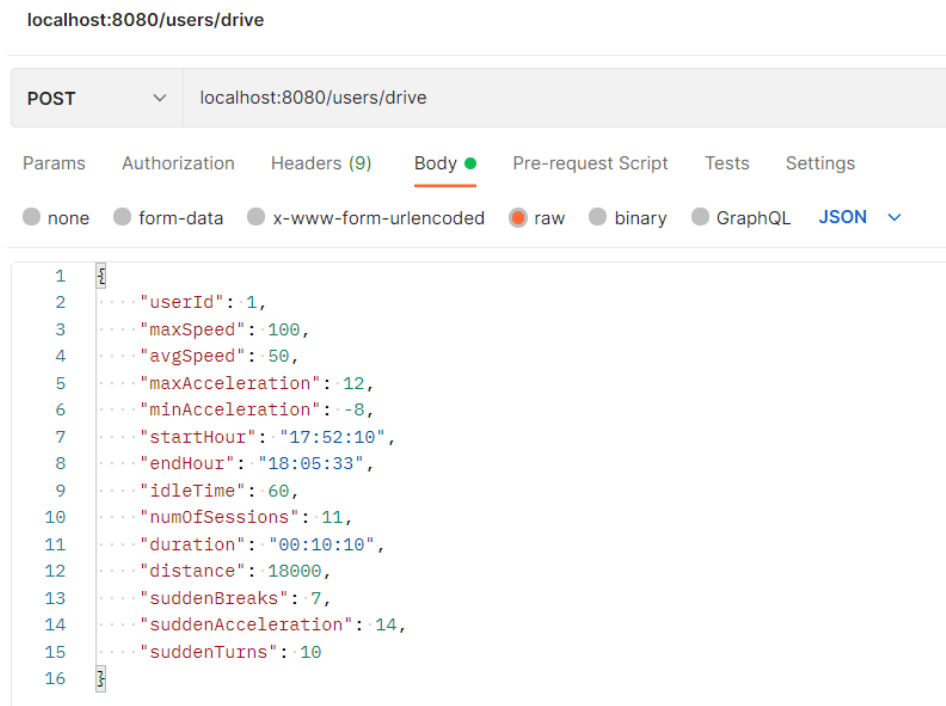 localhost:8080/users/drive
POST localhost:8080/users/drive
Params Authorization Headers (9) Body Pre-request Script Tests Settings
none form-data x-www-form-urlencoded raw binary GraphQL JSON
1 {
2 ····"userId":·1,
3 ····"maxSpeed":·100,
4 ····"avgSpeed":·50,
5 ····"maxAcceleration":·12,
6 ····"minAcceleration":·-8,
7 ····"startHour":·"17:52:10",
8 ····"endHour":·"18:05:33",
9 ····"idleTime":·60,
10 ····"numOfSessions":·11,
11 ····"duration":·"00:10:10",
12 ····"distance":·18000,
13 ····"suddenBreaks":·7,
14 ····"suddenAcceleration":·14,
15 ····"suddenTurns":·10
16 }